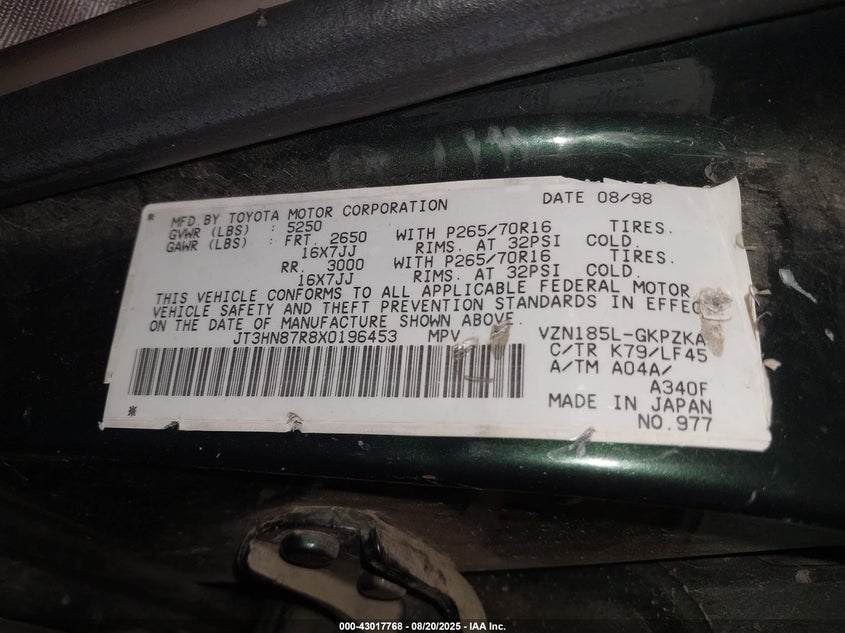 * MFD BY TOYOTA MOTOR CORPORATION DATE 08/98
GVWR (LBS) : 5250
GAWR (LBS) : FRT. 2650 WITH P265/70R16 TIRES.
16X7JJ RIMS. AT 32PSI COLD.
RR. 3000 WITH P265/70R16 TIRES.
16X7JJ RIMS. AT 32PSI COLD.
THIS VEHICLE CONFORMS TO ALL APPLICABLE FEDERAL MOTOR
VEHICLE SAFETY AND THEFT PREVENTION STANDARDS IN EFFEC
ON THE DATE OF MANUFACTURE SHOWN ABOVE.
JT3HN87R8X0196453 MPV VZN185L-GKPZKA
C/TR K79/LF45
A/TM A04A/
A340F
* MADE IN JAPAN
NO.977
000-43017768 - 08/20/2025 - IAA Inc.